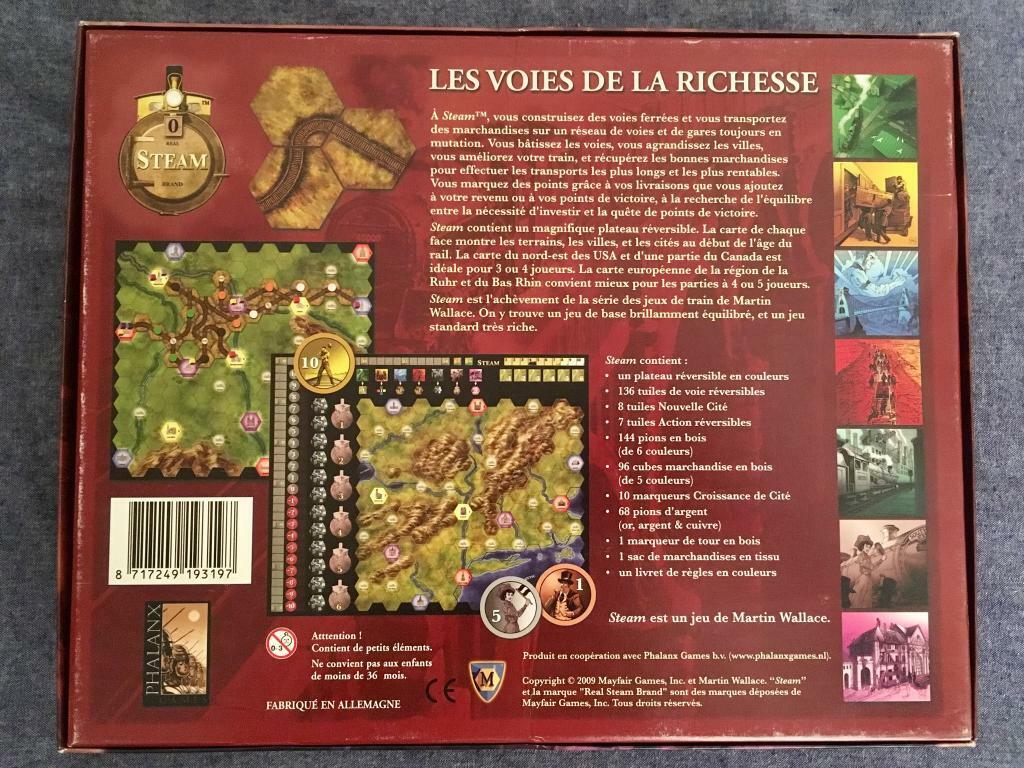 LES VOIES DE LA RICHESSE
À Steam™, vous construisez des voies ferrées et vous transportez
des marchandises sur un réseau de voies et de gares toujours en
mutation. Vous bâtissez les voies, vous agrandissez les villes,
vous améliorez votre train, et récupérez les bonnes marchandises
pour effectuer les transports les plus longs et les plus rentables.
Vous marquez des points grâce à vos livraisons que vous ajoutez
à votre revenu ou à vos points de victoire, à la recherche de l'équilibre
entre la nécessité d'investir et la quête de points de victoire.
Steam contient un magnifique plateau réversible. La carte de chaque
face montre les terrains, les villes, et les cités au début de l'âge du
rail. La carte du nord-est des USA et d'une partie du Canada est
idéale pour 3 ou 4 joueurs. La carte européenne de la région de la
Ruhr et du Bas Rhin convient mieux pour les parties à 4 ou 5 joueurs.
Steam est l'achèvement de la série des jeux de train de Martin
Wallace. On y trouve un jeu de base brillamment équilibré, et un jeu
standard très riche.
TM
0
REAL
STEAM
BRAND
10
STEAM
5
1
Steam contient :
• un plateau réversible en couleurs
• 136 tuiles de voie réversibles
• 8 tuiles Nouvelle Cité
• 7 tuiles Action réversibles
• 144 pions en bois
(de 6 couleurs)
• 96 cubes marchandise en bois
(de 5 couleurs)
• 10 marqueurs Croissance de Cité
• 68 pions d'argent
(or, argent & cuivre)
• 1 marqueur de tour en bois
• 1 sac de marchandises en tissu
• un livret de règles en couleurs
Steam est un jeu de Martin Wallace.
8 717249 193197
PHALANX
0-3
Atttention !
Contient de petits éléments.
Ne convient pas aux enfants
de moins de 36 mois.
FABRIQUÉ EN ALLEMAGNE
CE
M
Produit en coopération avec Phalanx Games b.v. (www.phalanxgames.nl).
Copyright © 2009 Mayfair Games, Inc. et Martin Wallace. "Steam"
et la marque "Real Steam Brand" sont des marques déposées de
Mayfair Games, Inc. Tous droits réservés.